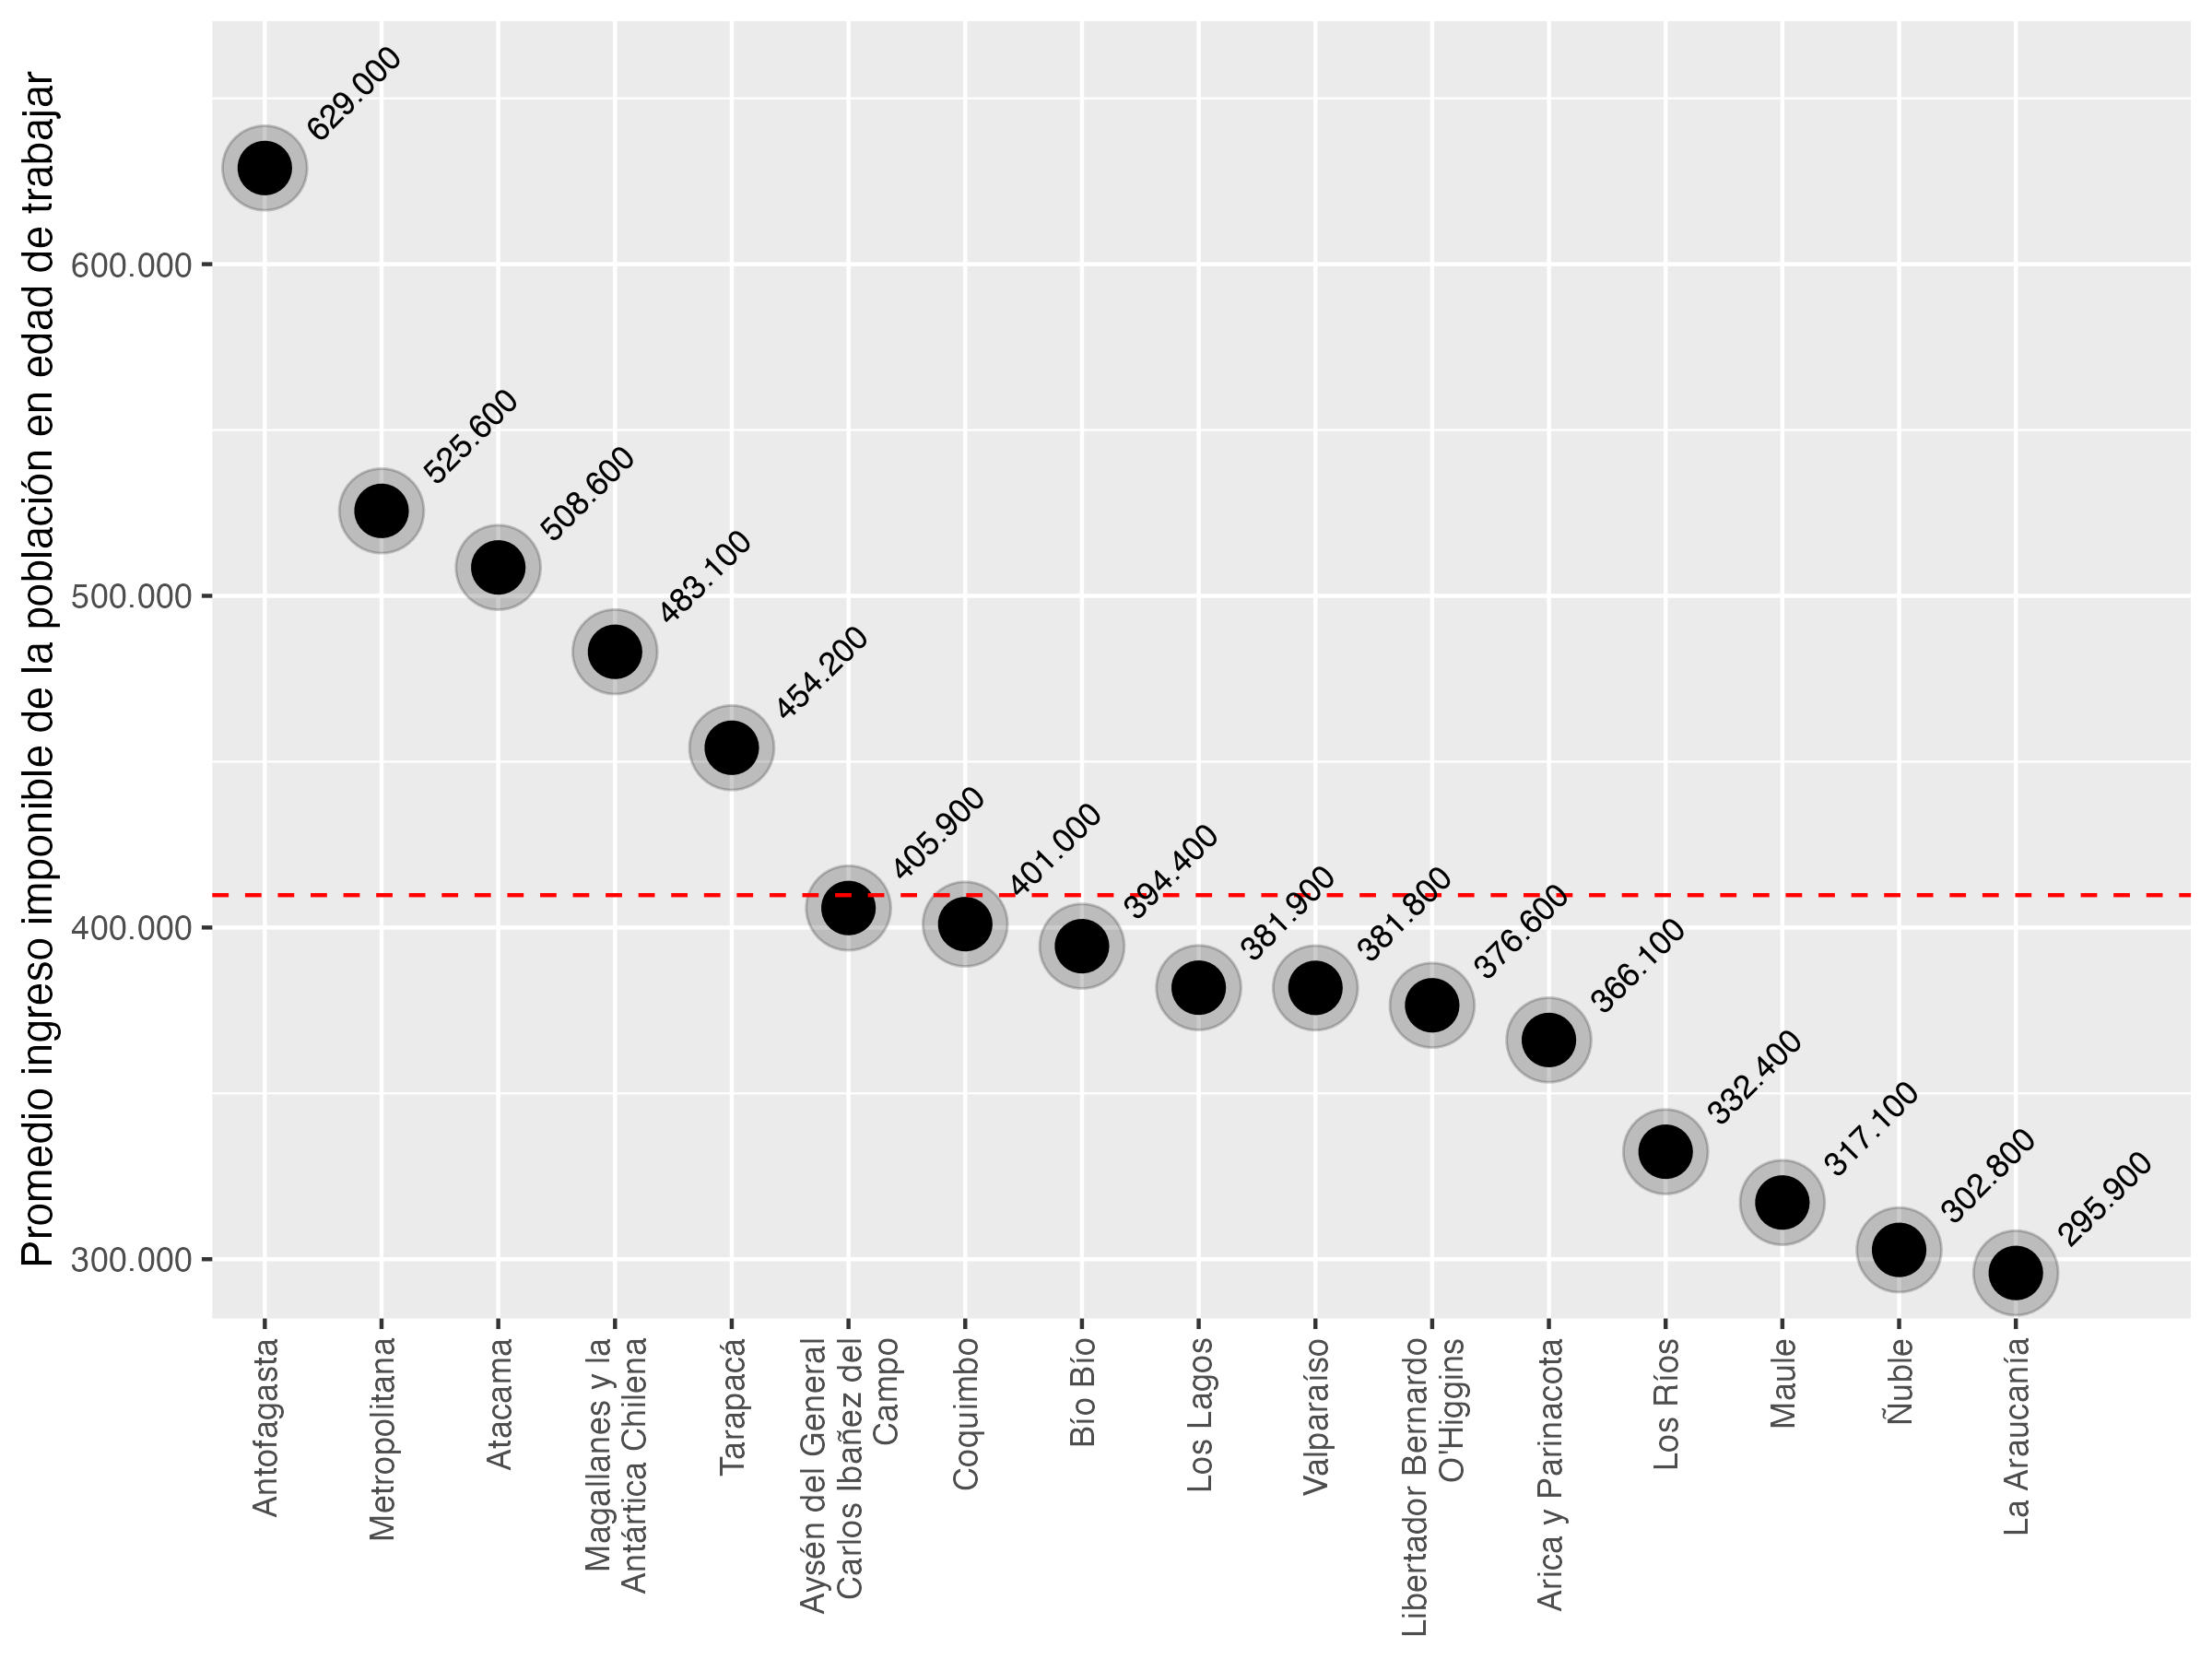 Promedio ingreso imponible de la población en edad de trabajar
600.000
500.000
400.000
300.000
629.000
525.600
508.600
483.100
454.200
405.900
401.000
394.400
381.900
381.800
376.600
366.100
332.400
317.100
302.800
295.900
Antofagasta
Metropolitana
Atacama
Magallanes y la
Antártica Chilena
Tarapacá
Aysén del General
Carlos Ibañez del
Campo
Coquimbo
Bío Bío
Los Lagos
Valparaíso
Libertador Bernardo
O'Higgins
Arica y Parinacota
Los Ríos
Maule
Ñuble
La Araucanía